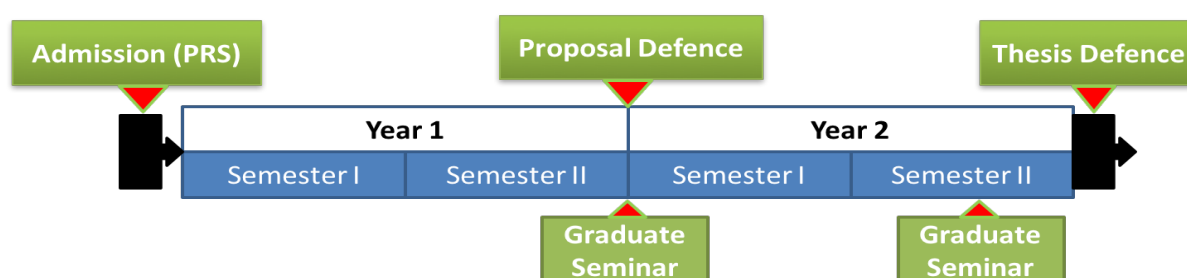 Admission (PRS)
Proposal Defence
Thesis Defence
Year 1
Year 2
Semester I
Semester II
Semester I
Semester II
Graduate
Seminar
Graduate
Seminar